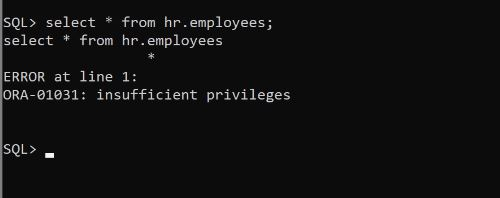 SQL> select * from hr.employees;
select * from hr.employees
                 *
ERROR at line 1:
ORA-01031: insufficient privileges
SQL>